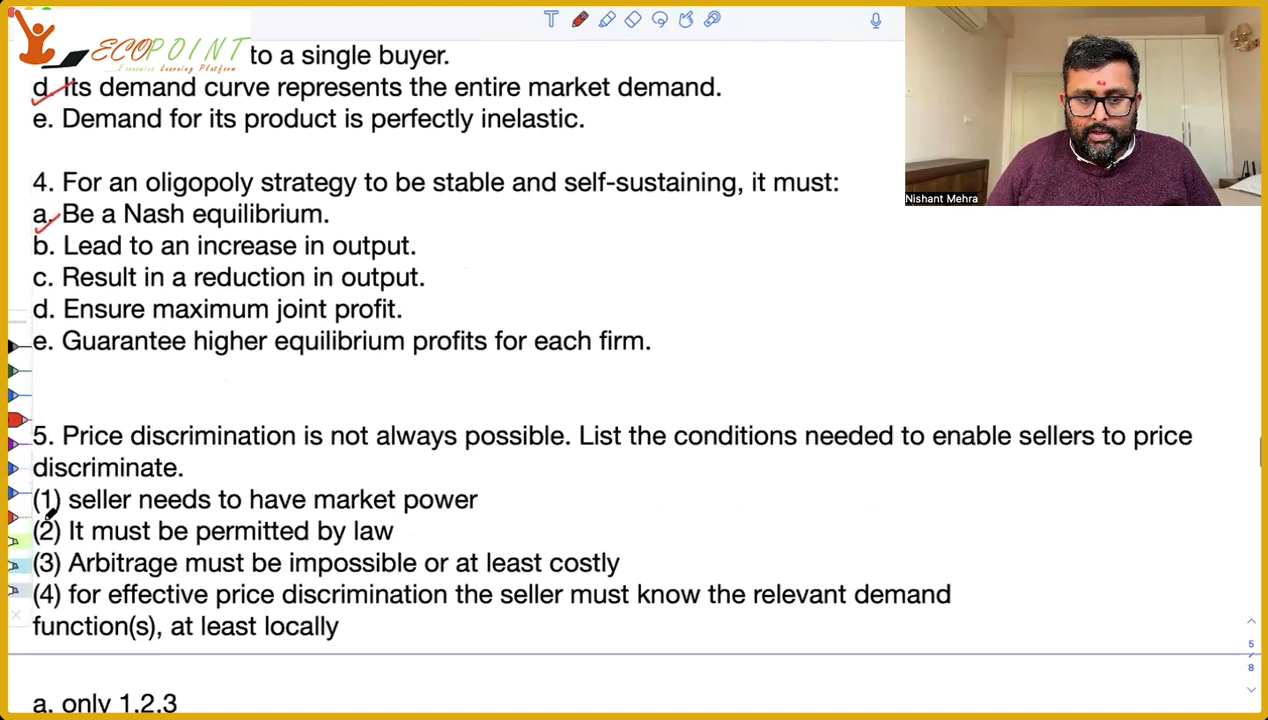 ECOPOINT
....Economics Learning Platform
to a single buyer.
d. Its demand curve represents the entire market demand.
e. Demand for its product is perfectly inelastic.
4. For an oligopoly strategy to be stable and self-sustaining, it must:
a. Be a Nash equilibrium.
b. Lead to an increase in output.
c. Result in a reduction in output.
d. Ensure maximum joint profit.
e. Guarantee higher equilibrium profits for each firm.
5. Price discrimination is not always possible. List the conditions needed to enable sellers to price
discriminate.
(1) seller needs to have market power
(2) It must be permitted by law
(3) Arbitrage must be impossible or at least costly
(4) for effective price discrimination the seller must know the relevant demand
function(s), at least locally
a. only 1,2,3
Nishant Mehra
5
8